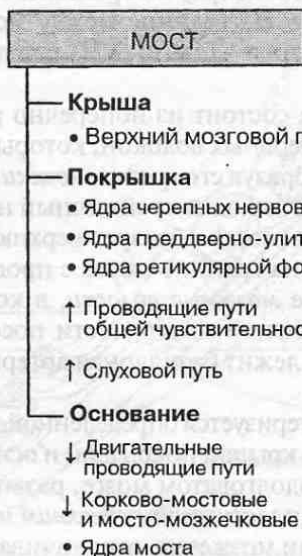 МОСТ
Крыша
• Верхний мозговой п
Покрышка
• Ядра черепных нервов
• Ядра преддверно-улит
• Ядра ретикулярной фо
↑ Проводящие пути
общей чувствительнос
↑ Слуховой путь
Основание
↓ Двигательные
проводящие пути
↓ Корково-мостовые
и мосто-мозжечковые
• Ядра моста